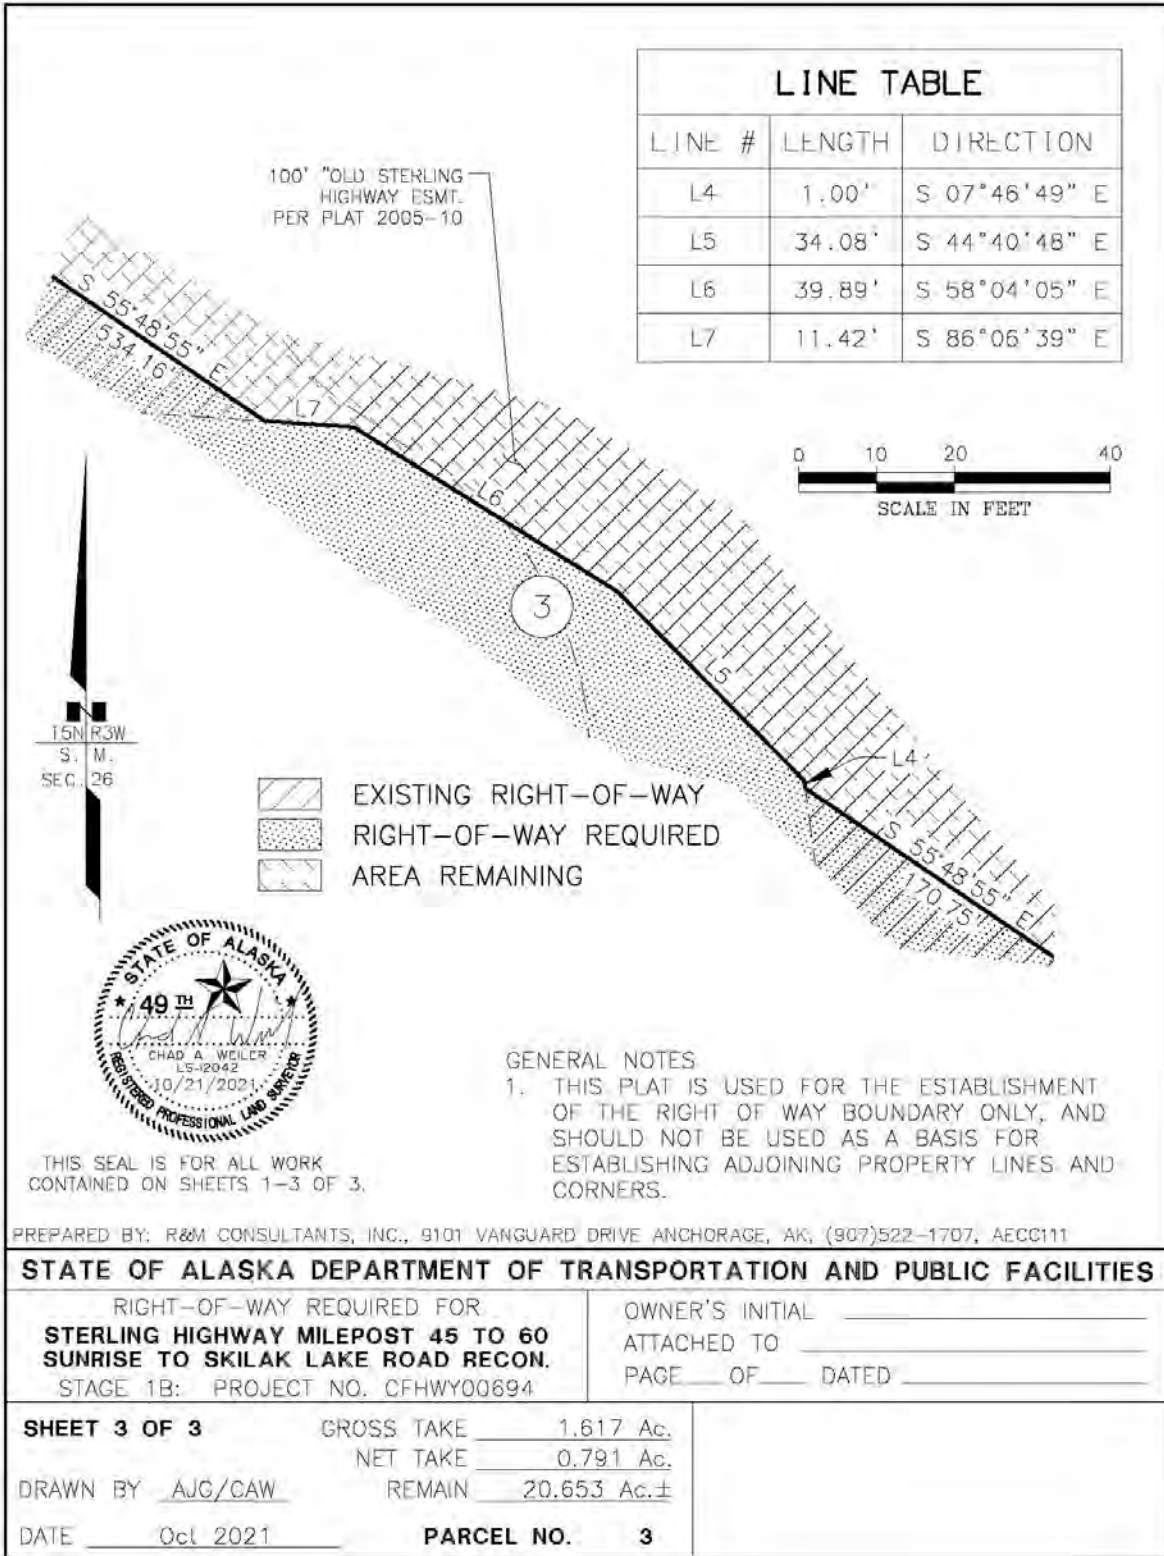 LINE TABLE
LINE # LENGTH DIRECTION
L4 1.00' S 07°46'49" E
L5 34.08' S 44°40'48" E
L6 39.89' S 58°04'05" E
L7 11.42' S 86°06'39" E
100' "OLD STERLING
HIGHWAY ESMT.
PER PLAT 2005-10
S 55°48'55" E
534.16'
L7
L6
3
L5
L4
S 55°48'55" E
170.75'
0 10 20 40
SCALE IN FEET
N
15N R3W
S. M.
SEC. 26
EXISTING RIGHT-OF-WAY
RIGHT-OF-WAY REQUIRED
AREA REMAINING
STATE OF ALASKA
49 TH
CHAD A. WEILER
LS-12042
10/21/2021
REGISTERED PROFESSIONAL LAND SURVEYOR
THIS SEAL IS FOR ALL WORK
CONTAINED ON SHEETS 1-3 OF 3.
GENERAL NOTES
1. THIS PLAT IS USED FOR THE ESTABLISHMENT
OF THE RIGHT OF WAY BOUNDARY ONLY, AND
SHOULD NOT BE USED AS A BASIS FOR
ESTABLISHING ADJOINING PROPERTY LINES AND
CORNERS.
PREPARED BY: R&M CONSULTANTS, INC., 9101 VANGUARD DRIVE ANCHORAGE, AK, (907)522-1707, AECC111
STATE OF ALASKA DEPARTMENT OF TRANSPORTATION AND PUBLIC FACILITIES
RIGHT-OF-WAY REQUIRED FOR
STERLING HIGHWAY MILEPOST 45 TO 60
SUNRISE TO SKILAK LAKE ROAD RECON.
STAGE 1B: PROJECT NO. CFHWY00694
OWNER'S INITIAL
ATTACHED TO
PAGE OF DATED
SHEET 3 OF 3
GROSS TAKE 1.617 Ac.
NET TAKE 0.791 Ac.
DRAWN BY AJG/CAW REMAIN 20.653 Ac.±
DATE Oct 2021 PARCEL NO. 3